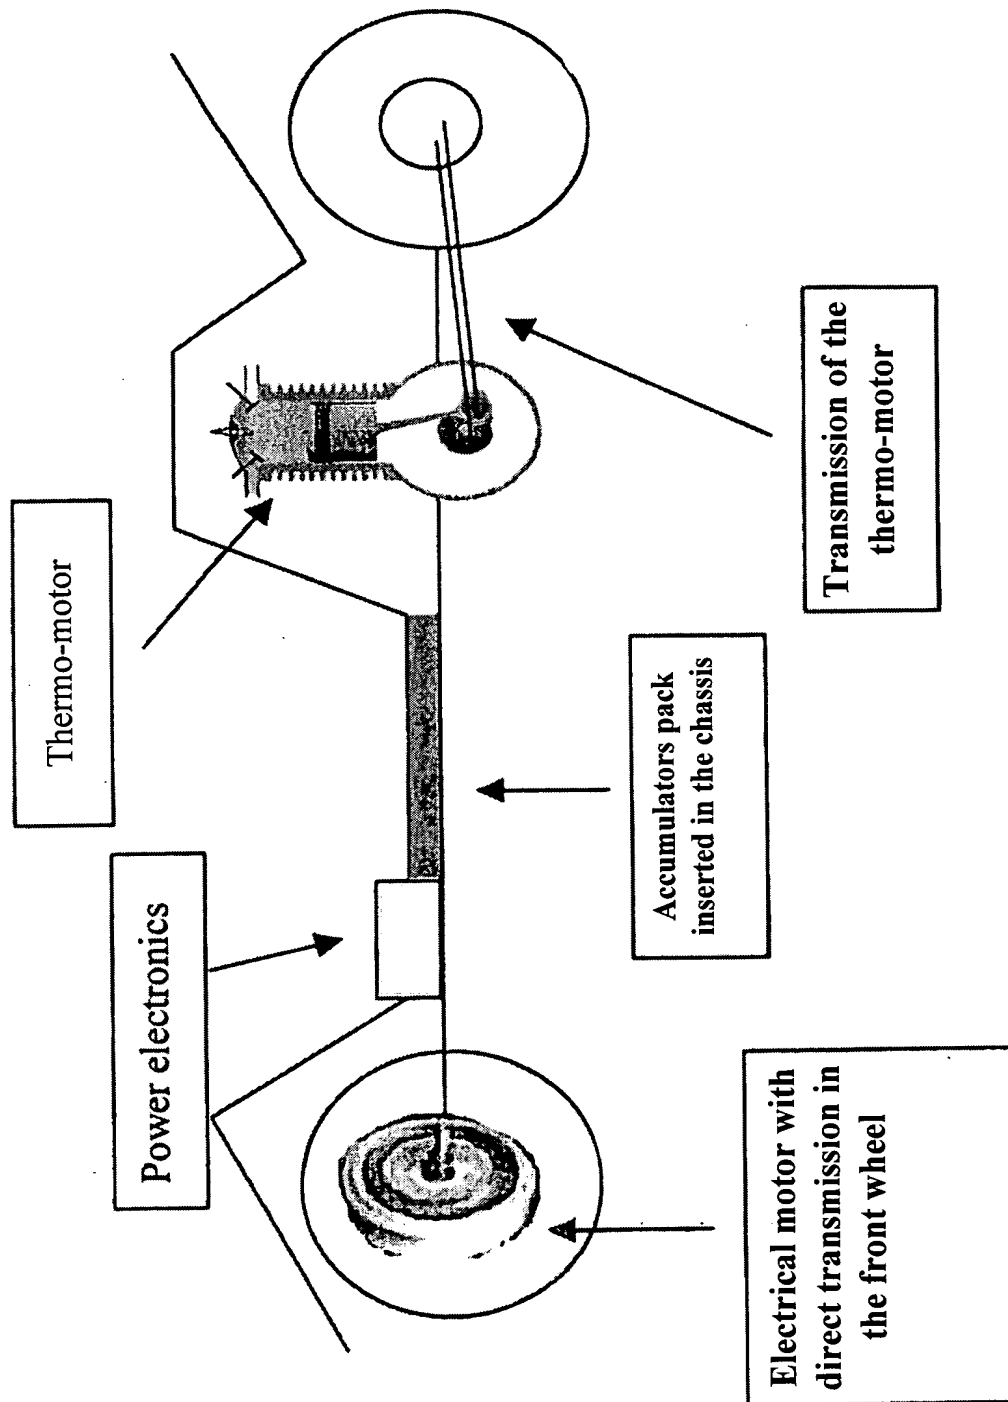 Thermo-motor
Power electronics
Transmission of the
thermo-motor
Accumulators pack
inserted in the chassis
Electrical motor with
direct transmission in
the front wheel